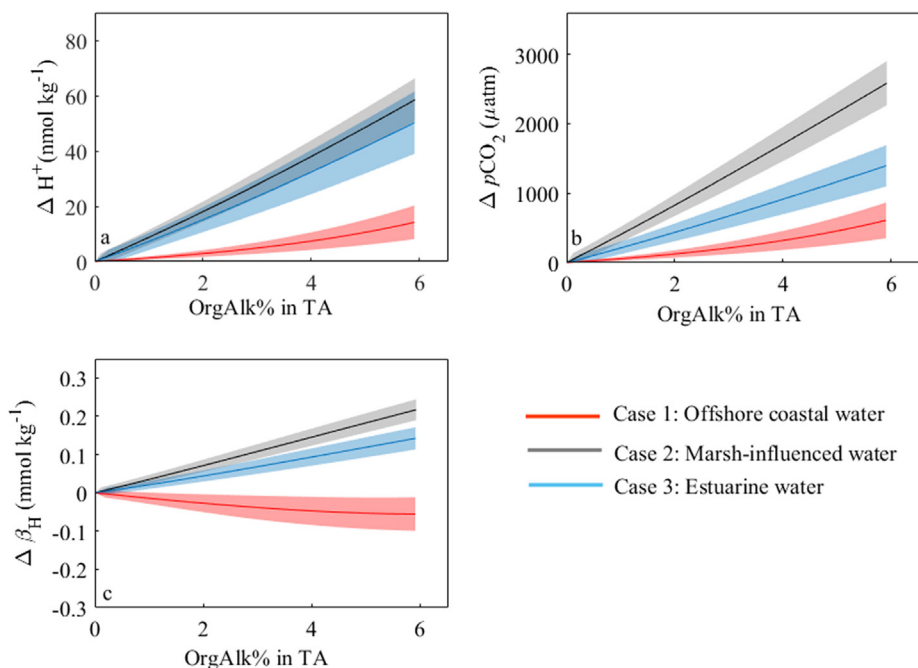 80
60
40
20
0
Δ H⁺ (nmol kg⁻¹)
a
0 2 4 6
OrgAlk% in TA
3000
2000
1000
0
Δ pCO₂ (μatm)
b
0 2 4 6
OrgAlk% in TA
0.3
0.2
0.1
0
-0.1
-0.2
-0.3
Δ β_H (mmol kg⁻¹)
c
0 2 4 6
OrgAlk% in TA
Case 1: Offshore coastal water
Case 2: Marsh-influenced water
Case 3: Estuarine water